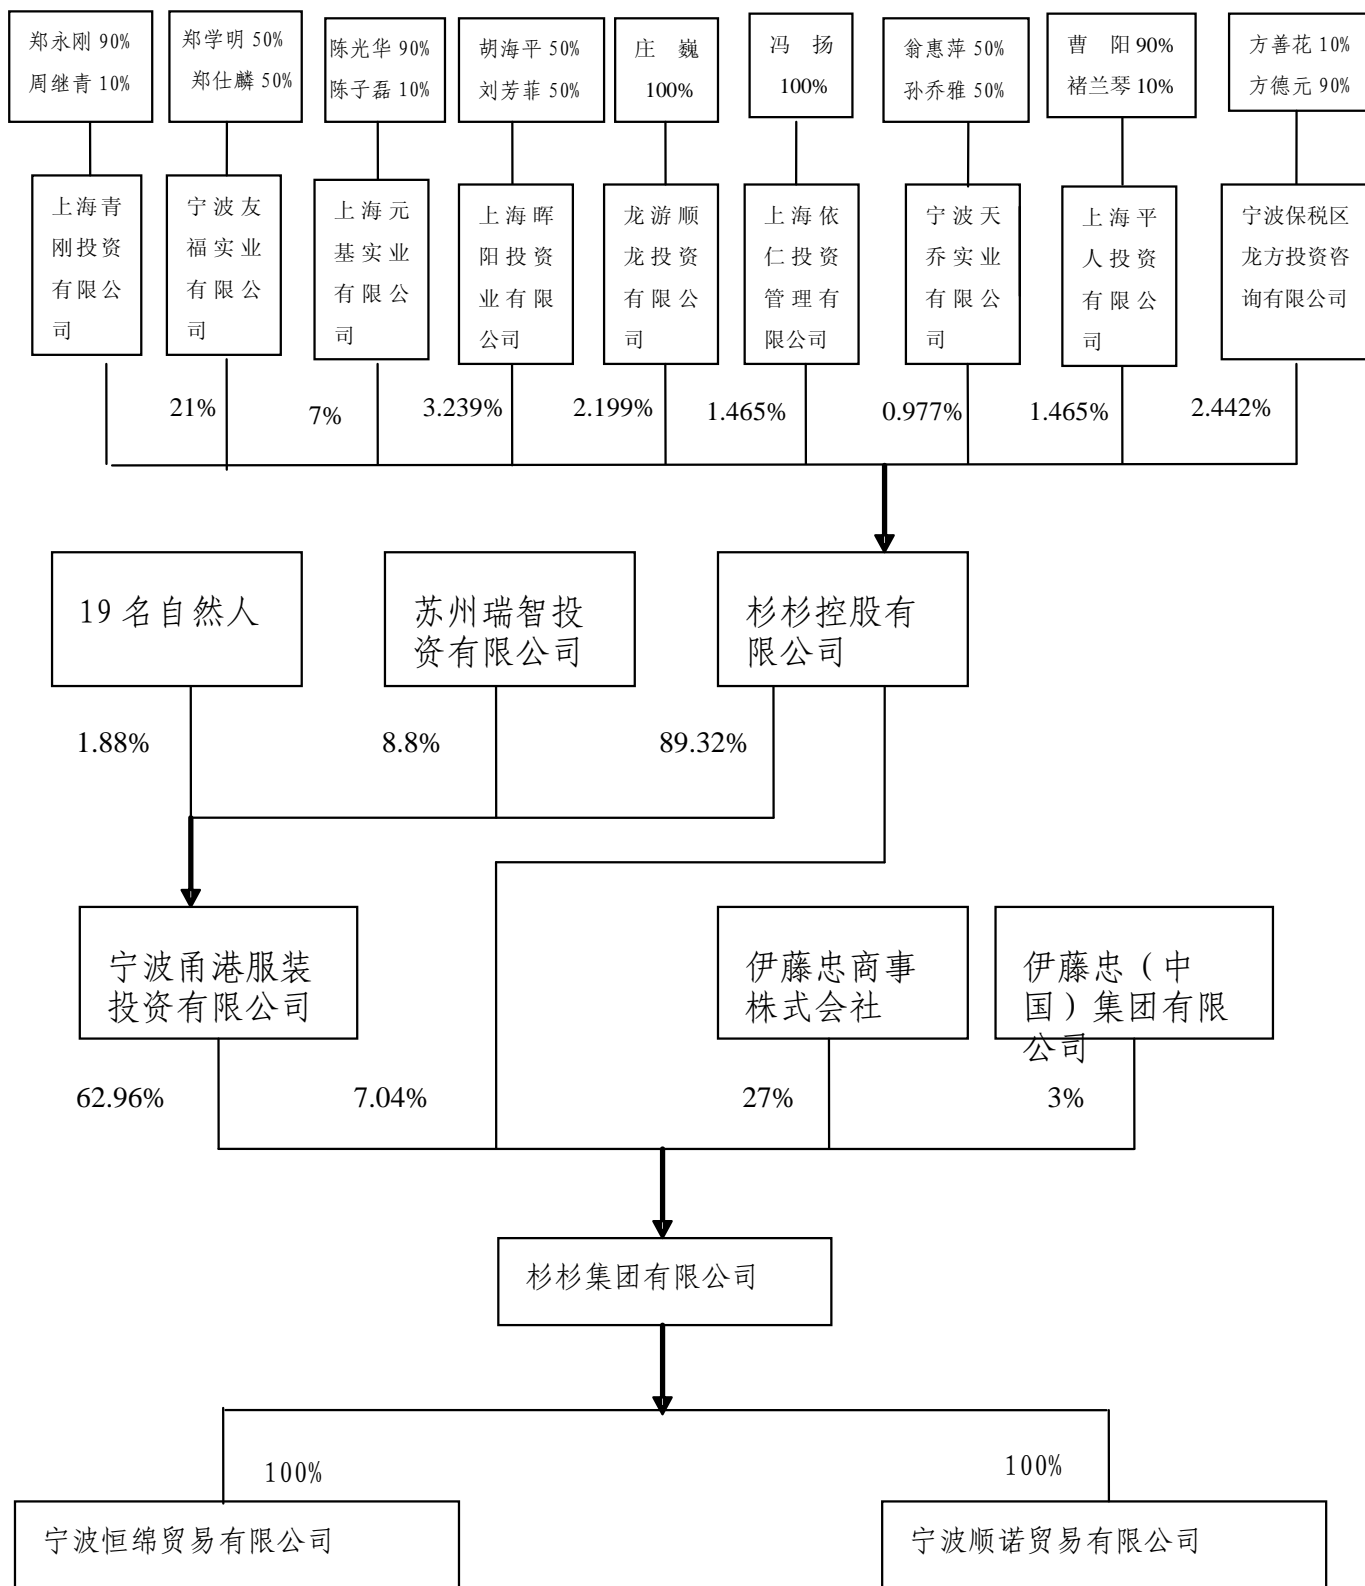 郑永刚 90%
周继青 10%
郑学明 50%
郑仕麟 50%
陈光华 90%
陈子磊 10%
胡海平 50%
刘芳菲 50%
庄 巍
100%
冯 扬
100%
翁惠萍 50%
孙乔雅 50%
曹 阳 90%
褚兰琴 10%
方善花 10%
方德元 90%
上海青
刚投资
有限公
司
宁波友
福实业
有限公
司
上海元
基实业
有限公
司
上海晖
阳投资
业有限
公司
龙游顺
龙投资
有限公
司
上海依
仁投资
管理有
限公司
宁波天
乔实业
有限公
司
上海平
人投资
有限公
司
宁波保税区
龙方投资咨
询有限公司
21%
7%
3.239%
2.199%
1.465%
0.977%
1.465%
2.442%
19 名自然人
苏州瑞智投
资有限公司
杉杉控股有
限公司
1.88%
8.8%
89.32%
宁波甬港服装
投资有限公司
伊藤忠商事
株式会社
伊藤忠（中
国）集团有限
公司
62.96%
7.04%
27%
3%
杉杉集团有限公司
100%
100%
宁波恒绵贸易有限公司
宁波顺诺贸易有限公司